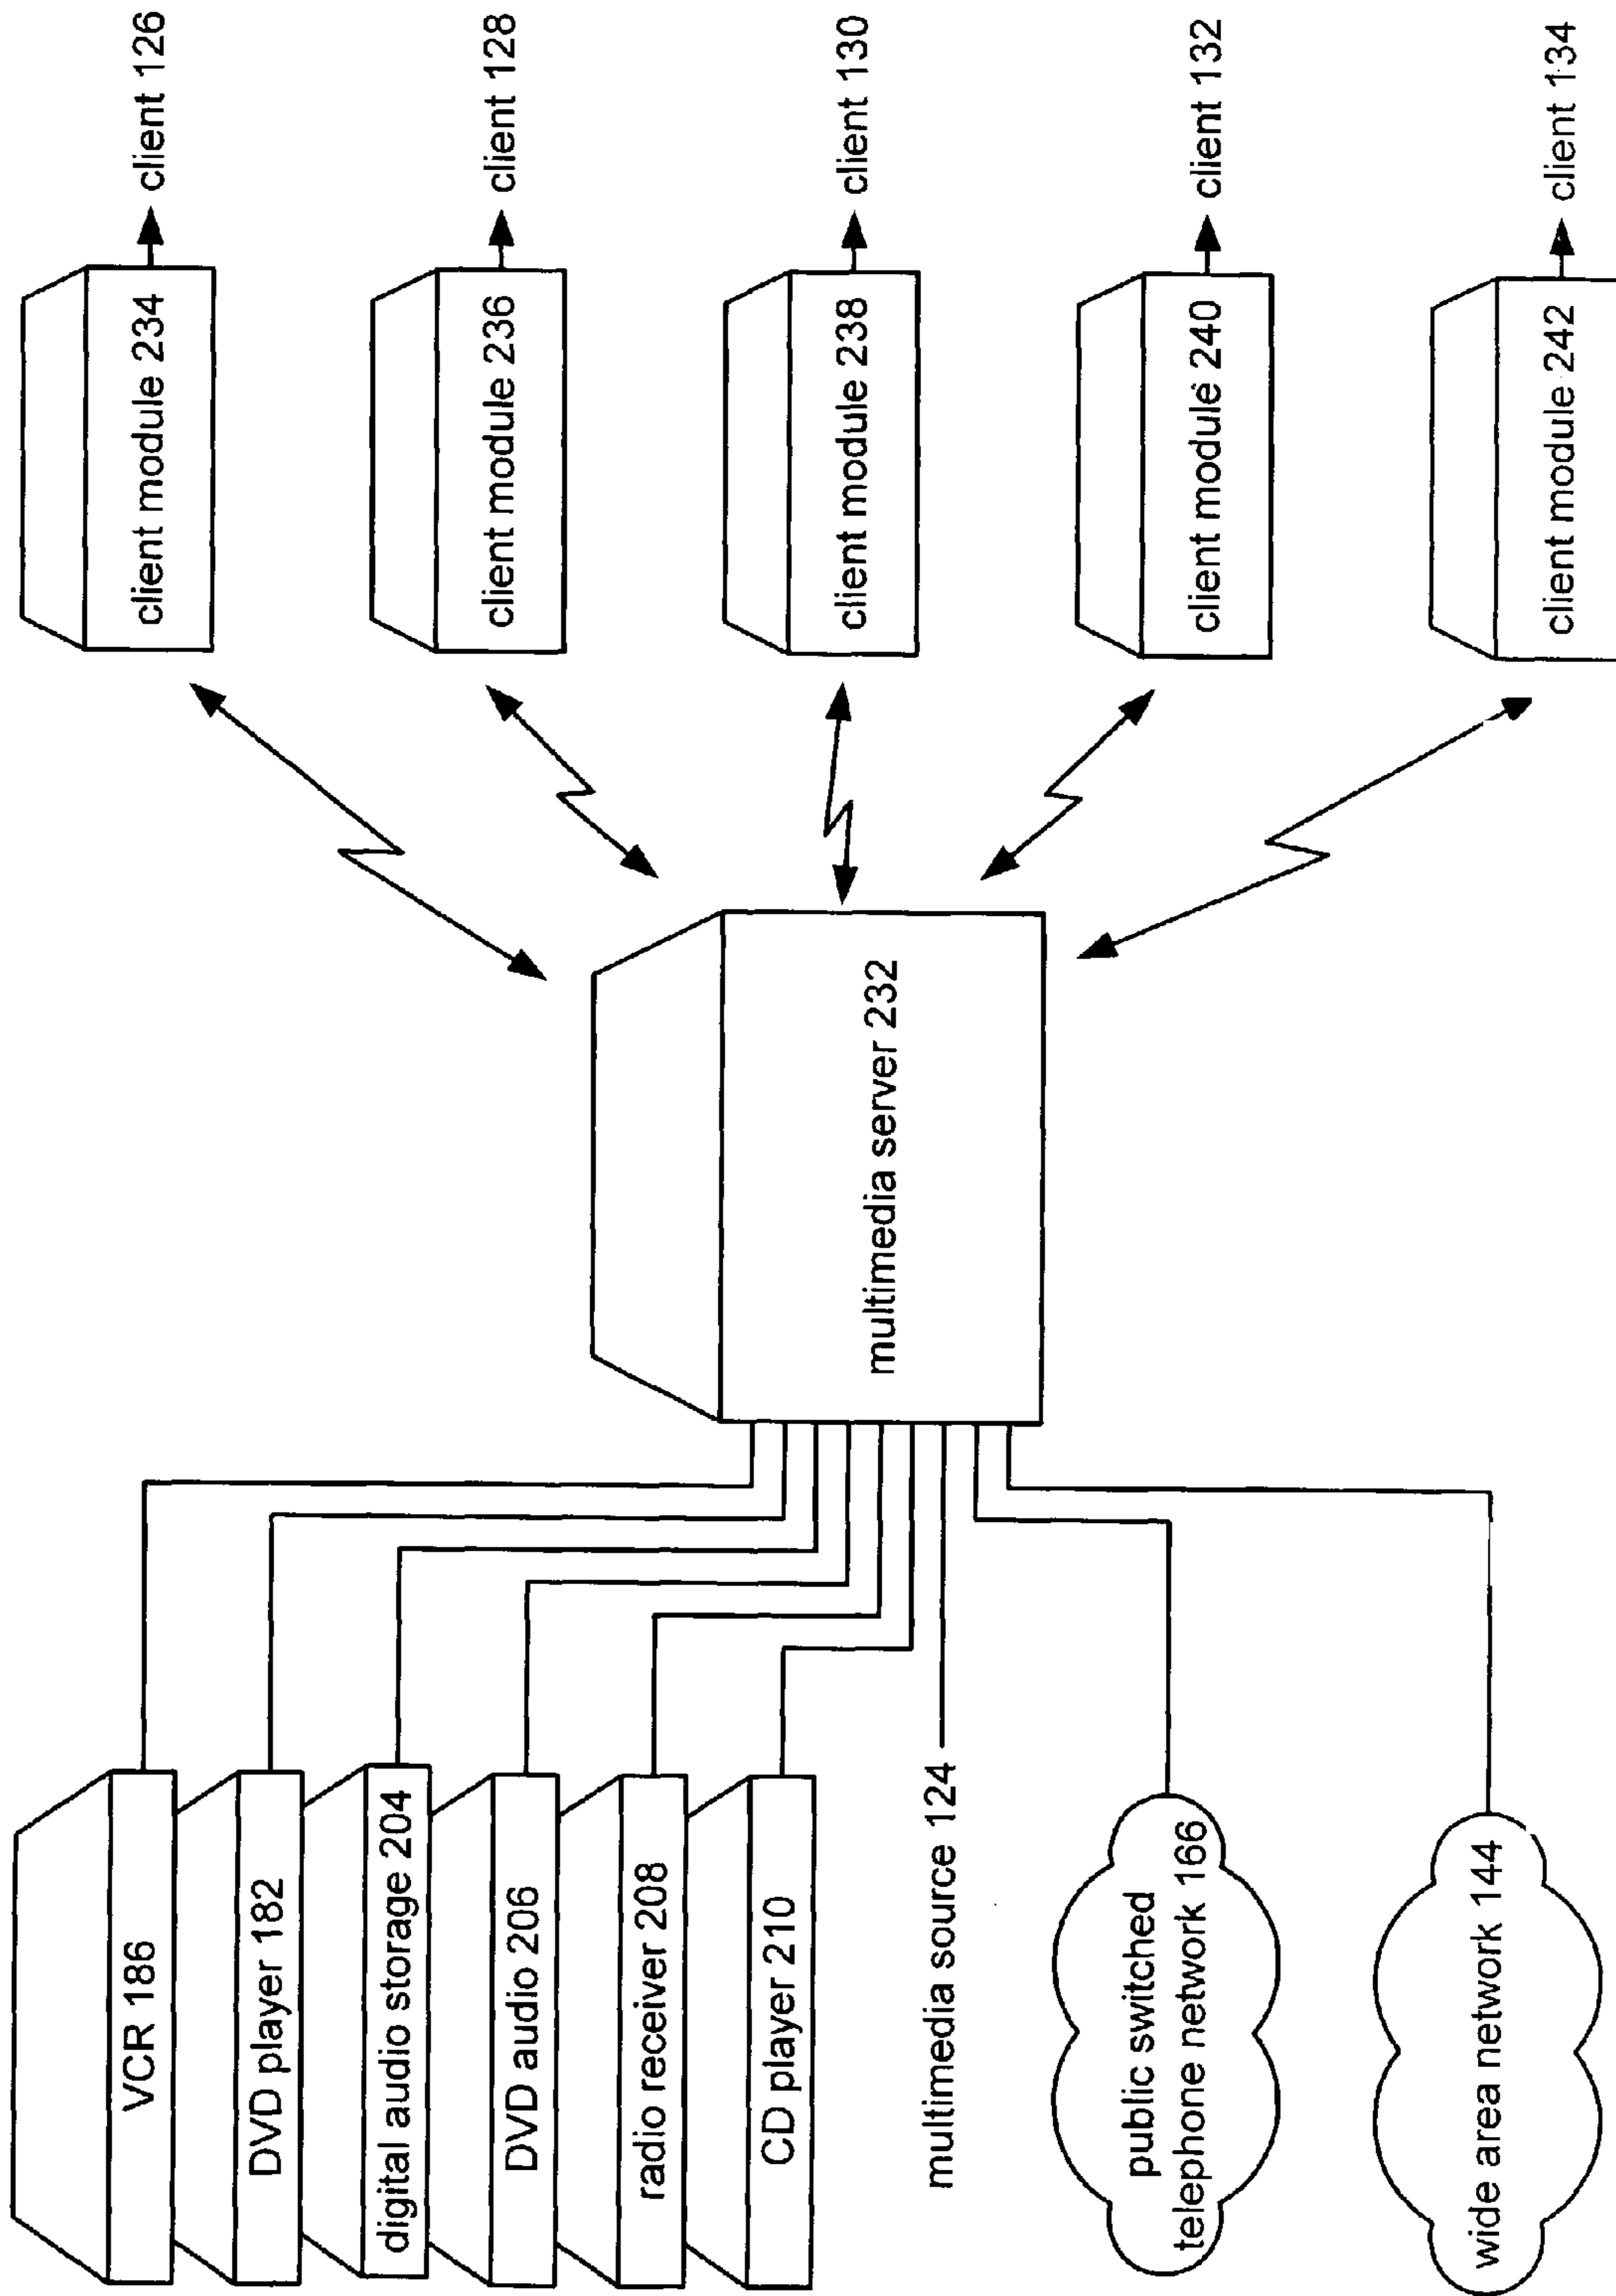 VCR 186
DVD player 182
digital audio storage 204
DVD audio 206
radio receiver 208
CD player 210
multimedia source 124
public switched
telephone network 166
wide area network 144
multimedia server 232
client module 234
client 126
client module 236
client 128
client module 238
client 130
client module 240
client 132
client module 242
client 134